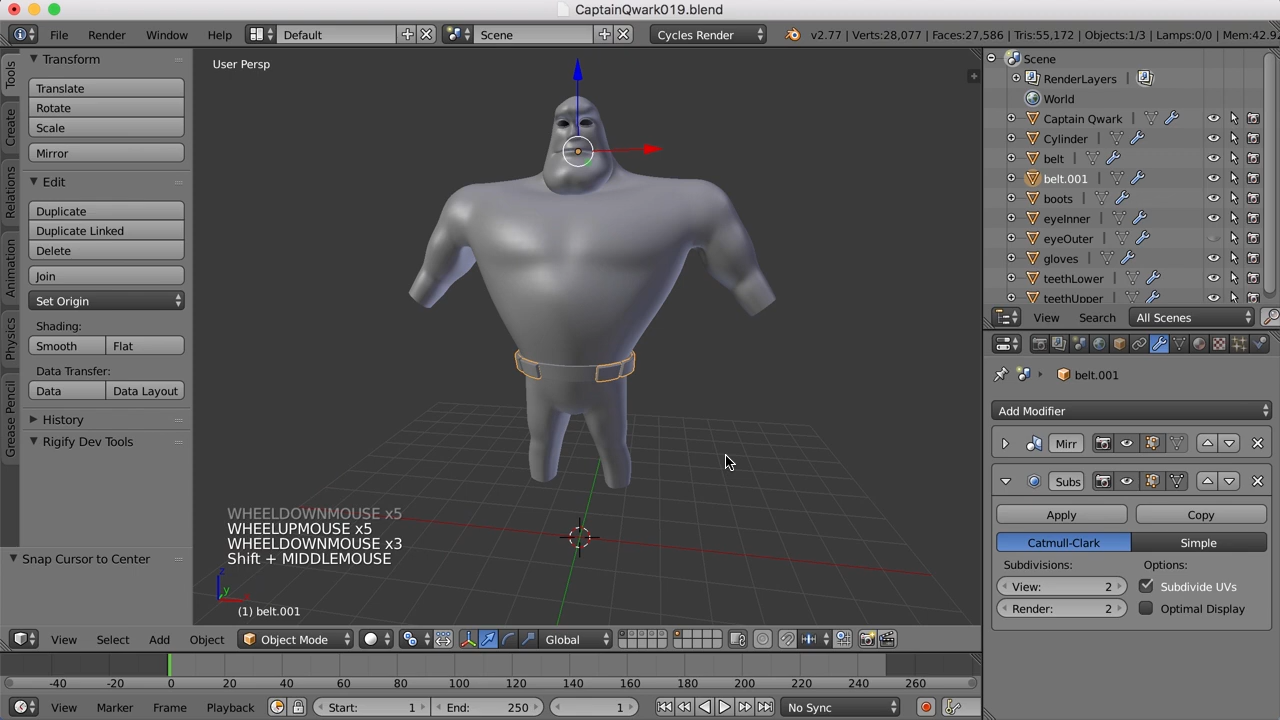 CaptainQwark019.blend
File Render Window Help Default Scene Cycles Render v2.77 | Verts:28,077 | Faces:27,586 | Tris:55,172 | Objects:1/3 | Lamps:0/0 | Mem:42.92
Tools
Create
Relations
Animation
Physics
Grease Pencil
Transform
Translate
Rotate
Scale
Mirror
Edit
Duplicate
Duplicate Linked
Delete
Join
Set Origin
Shading:
Smooth Flat
Data Transfer:
Data Data Layout
History
Rigify Dev Tools
Snap Cursor to Center
User Persp
WHEELDOWNMOUSE x5
WHEELUPMOUSE x5
WHEELDOWNMOUSE x3
Shift + MIDDLEMOUSE
z
y
(1) belt.001
View Select Add Object Object Mode Global
-40 -20 0 20 40 60 80 100 120 140 160 180 200 220 240 260
View Marker Frame Playback Start: 1 End: 250 1 No Sync
Scene
RenderLayers
World
Captain Qwark
Cylinder
belt
belt.001
boots
eyeInner
eyeOuter
gloves
teethLower
teethUpper
View Search All Scenes
belt.001
Add Modifier
Mirr
Subs
Apply Copy
Catmull-Clark Simple
Subdivisions: Options:
View: 2 Subdivide UVs
Render: 2 Optimal Display